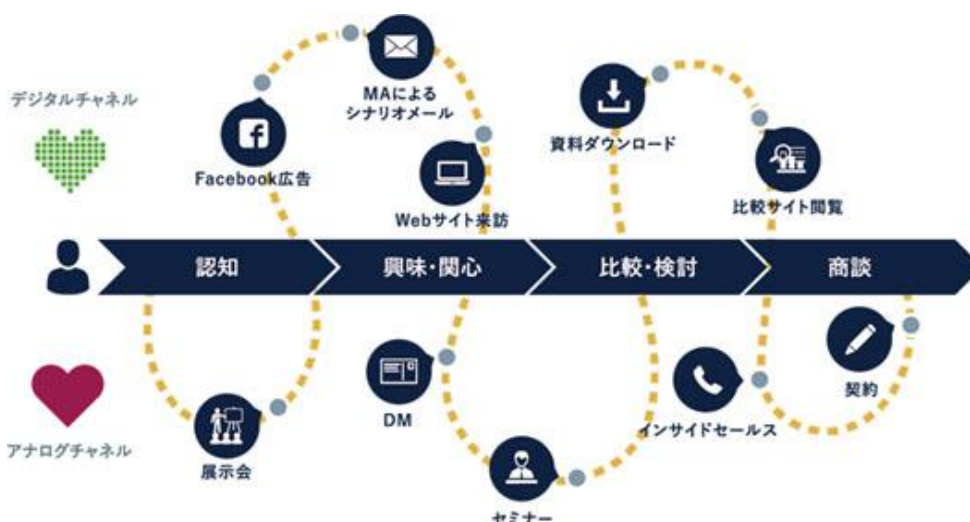 デジタルチャネル
Facebook広告
MAによる
シナリオメール
Webサイト来訪
資料ダウンロード
比較サイト閲覧
認知
興味・関心
比較・検討
商談
アナログチャネル
展示会
DM
セミナー
インサイドセールス
契約